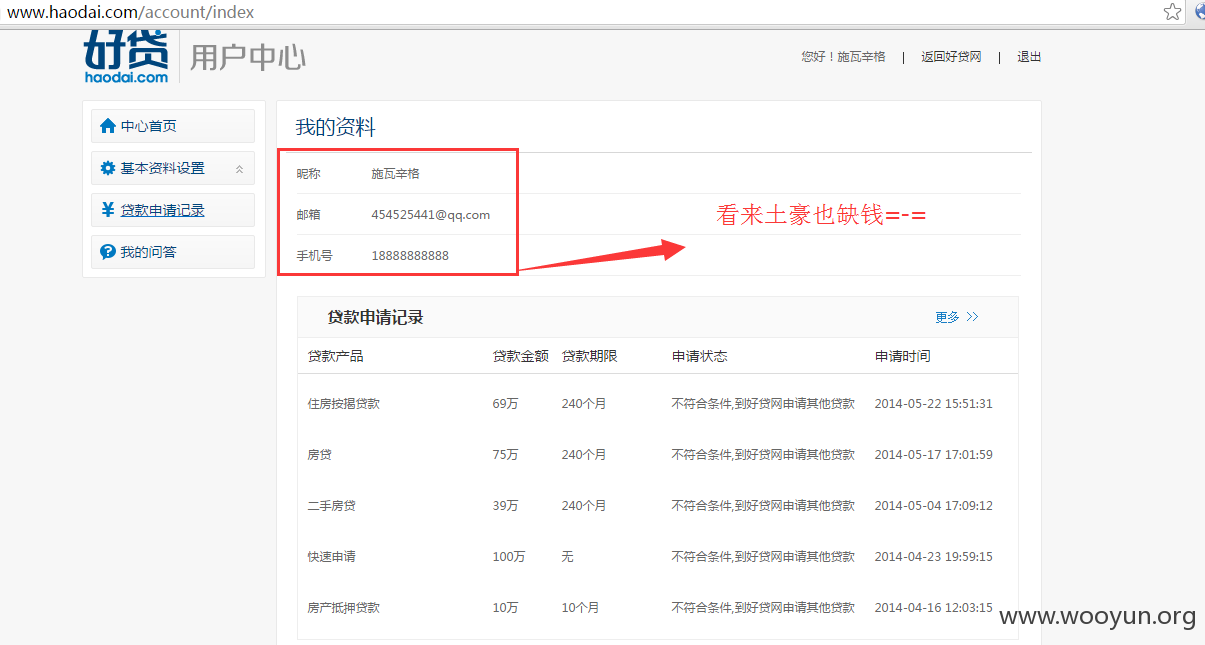 www.haodai.com/account/index
好贷
haodai.com
用户中心
您好！施瓦辛格 | 返回好贷网 | 退出
中心首页
基本资料设置
贷款申请记录
我的问答
我的资料
昵称 施瓦辛格
邮箱 454525441@qq.com
手机号 18888888888
看来土豪也缺钱=-=
贷款申请记录 更多 >>
贷款产品 贷款金额 贷款期限 申请状态 申请时间
住房按揭贷款 69万 240个月 不符合条件,到好贷网申请其他贷款 2014-05-22 15:51:31
房贷 75万 240个月 不符合条件,到好贷网申请其他贷款 2014-05-17 17:01:59
二手房贷 39万 240个月 不符合条件,到好贷网申请其他贷款 2014-05-04 17:09:12
快速申请 100万 无 不符合条件,到好贷网申请其他贷款 2014-04-23 19:59:15
房产抵押贷款 10万 10个月 不符合条件,到好贷网申请其他贷款 2014-04-16 12:03:15
www.wooyun.org